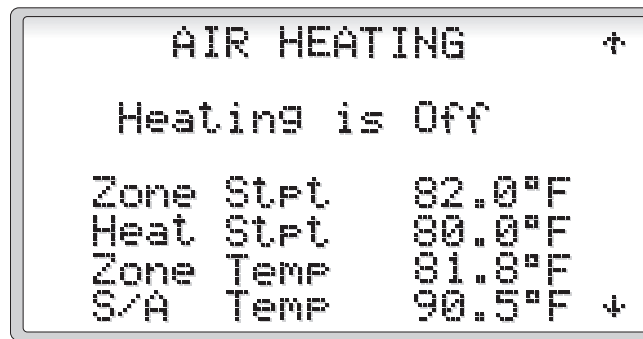 AIR HEATING ↑
Heating is Off
Zone Stpt 82.0°F
Heat Stpt 80.0°F
Zone Temp 81.8°F
S/A Temp 90.5°F ↓